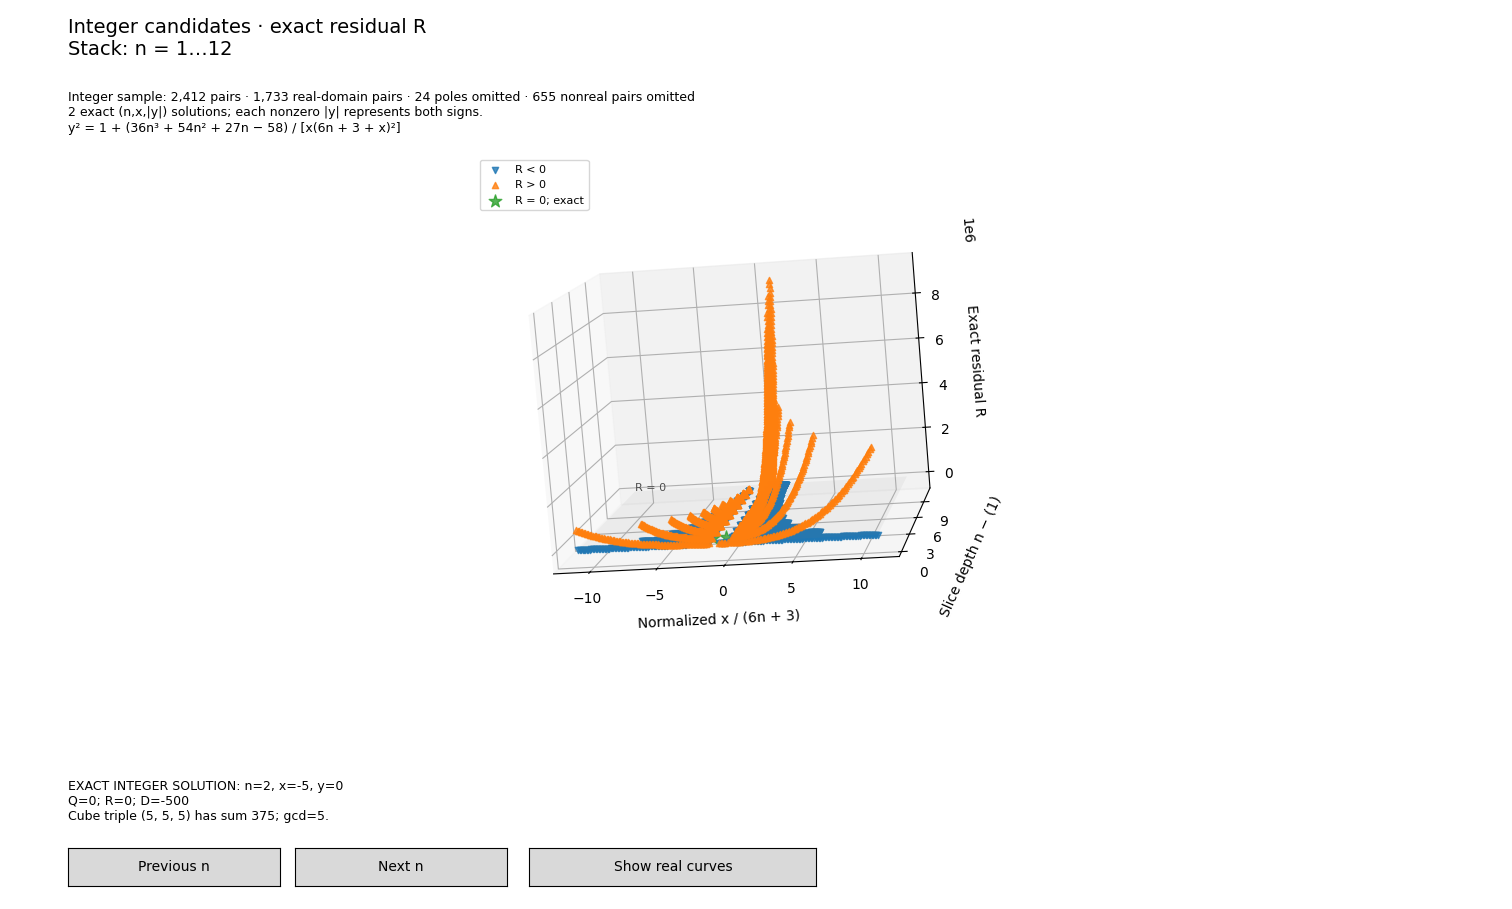 Integer candidates · exact residual R
Stack: n = 1…12
Integer sample: 2,412 pairs · 1,733 real-domain pairs · 24 poles omitted · 655 nonreal pairs omitted
2 exact (n,x,|y|) solutions; each nonzero |y| represents both signs.
y² = 1 + (36n³ + 54n² + 27n − 58) / [x(6n + 3 + x)²]
R < 0
R > 0
R = 0; exact
1e6
8
6
4
2
0
Exact residual R
R = 0
9
6
3
0
Slice depth n − (1)
−10
−5
0
5
10
Normalized x / (6n + 3)
EXACT INTEGER SOLUTION: n=2, x=-5, y=0
Q=0; R=0; D=-500
Cube triple (5, 5, 5) has sum 375; gcd=5.
Previous n
Next n
Show real curves